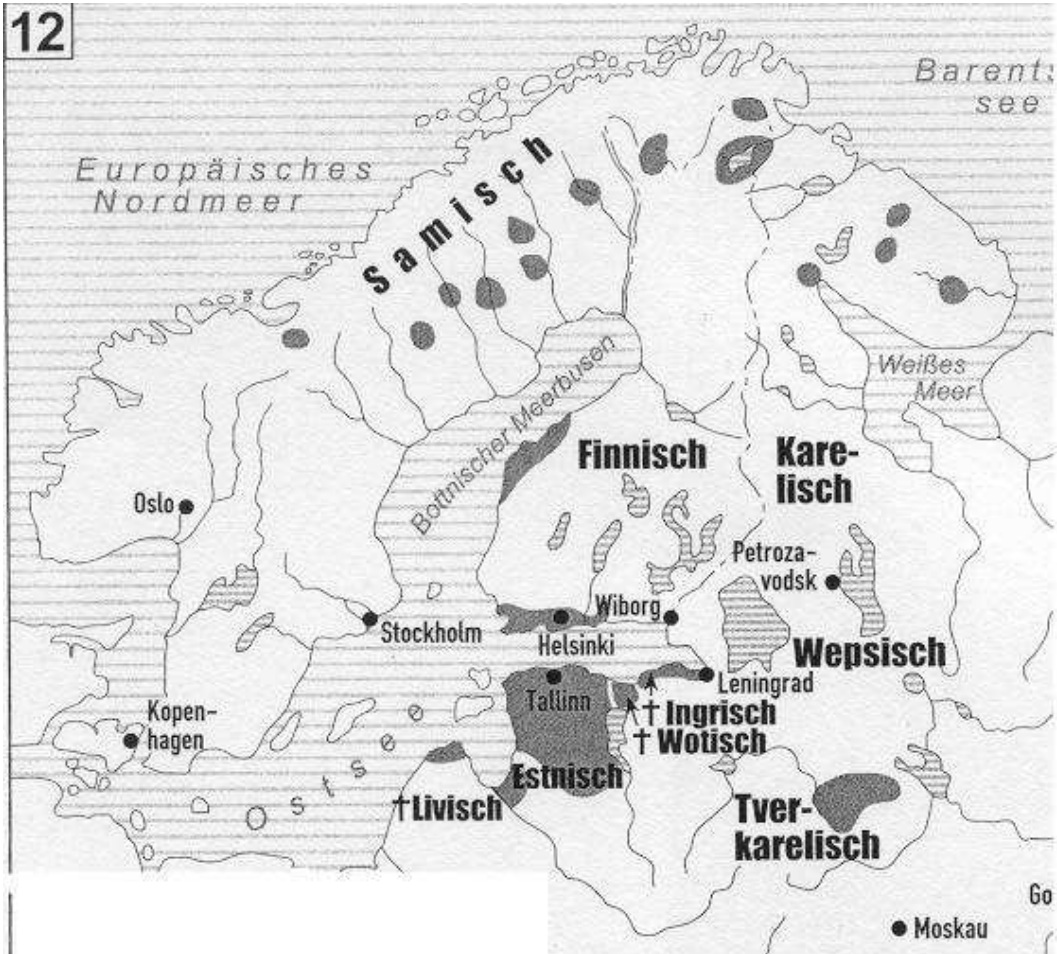 12
Barents
see
Europäisches
Nordmeer
Samisch
Weißes
Meer
Bottnischer Meerbusen
Finnisch
Kare-
lisch
Oslo
Petroza-
vodsk
Wiborg
Stockholm
Helsinki
Wepsisch
Tallinn
Leningrad
† Ingrisch
† Wotisch
Kopen-
hagen
Ostsee
Estnisch
†Livisch
Tver-
karelisch
Go
Moskau